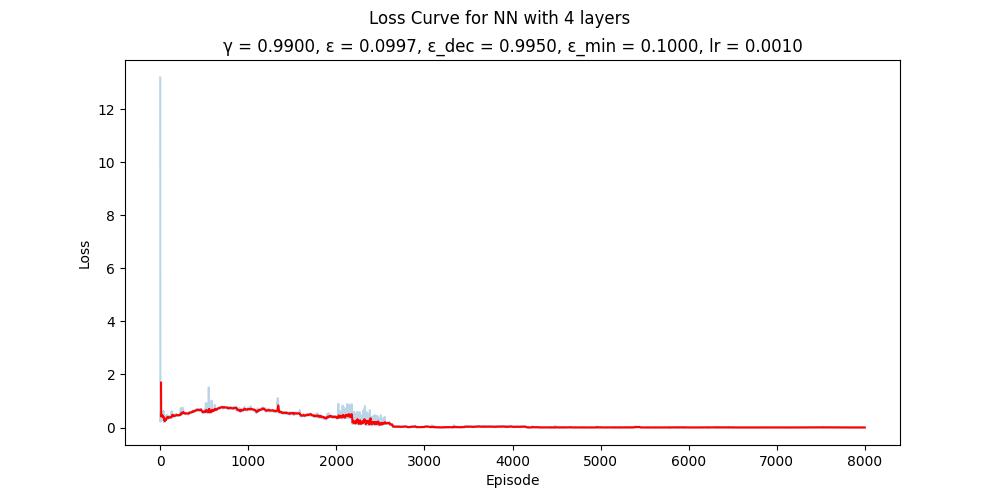 Loss Curve for NN with 4 layers
γ = 0.9900, ε = 0.0997, ε_dec = 0.9950, ε_min = 0.1000, lr = 0.0010
Loss
12
10
8
6
4
2
0
0 1000 2000 3000 4000 5000 6000 7000 8000
Episode